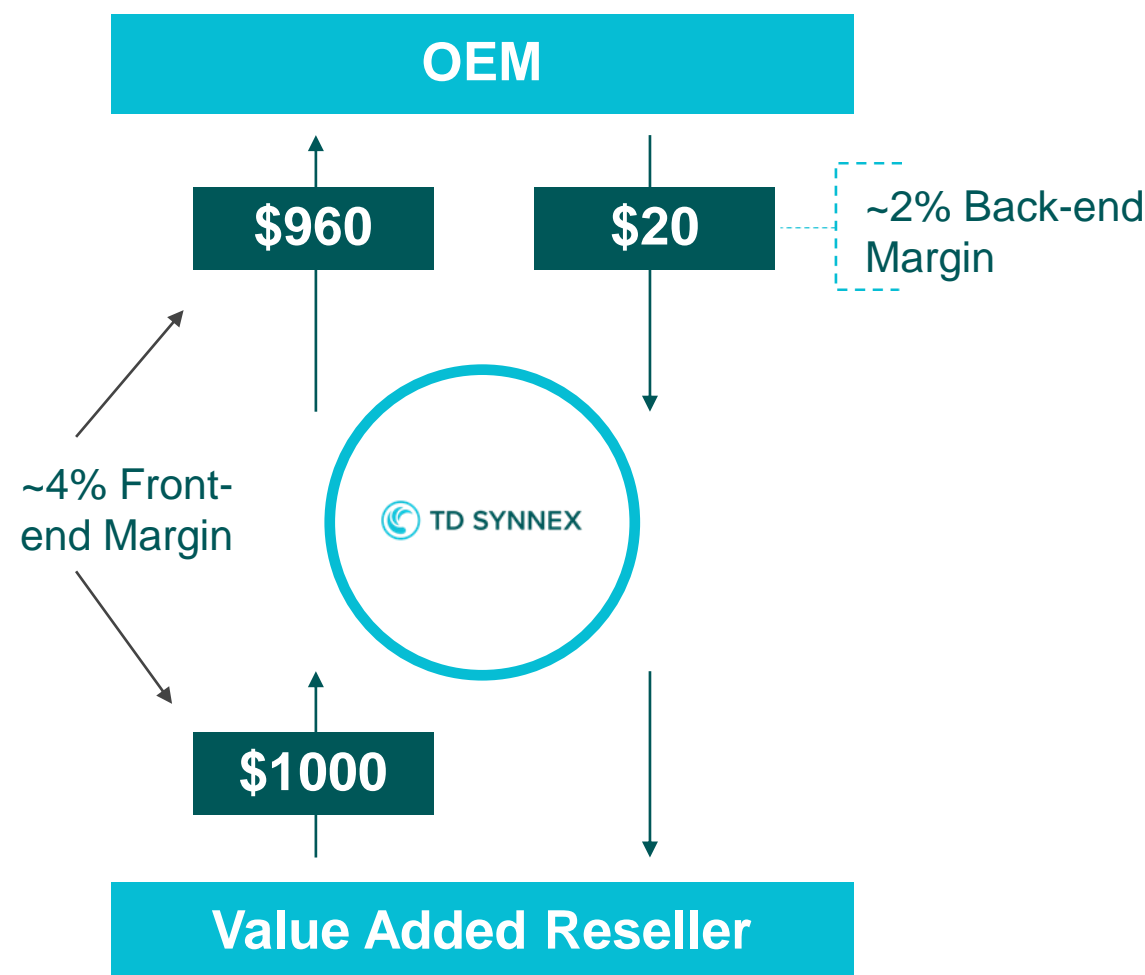 OEM
$960
$20
~2% Back-end
Margin
~4% Front-
end Margin
TD SYNNEX
$1000
Value Added Reseller